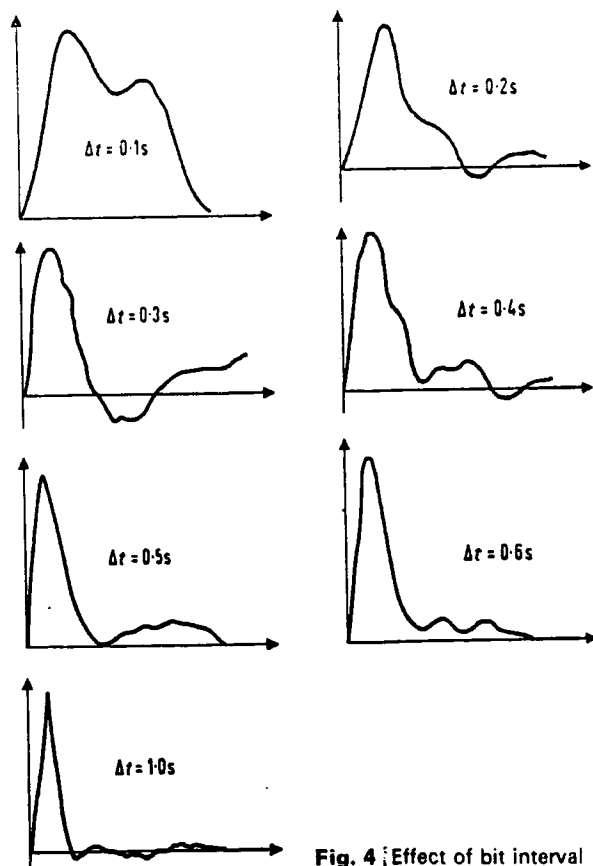 Δt = 0·1s
Δt = 0·2s
Δt = 0·3s
Δt = 0·4s
Δt = 0·5s
Δt = 0·6s
Δt = 1·0s
Fig. 4 Effect of bit interval